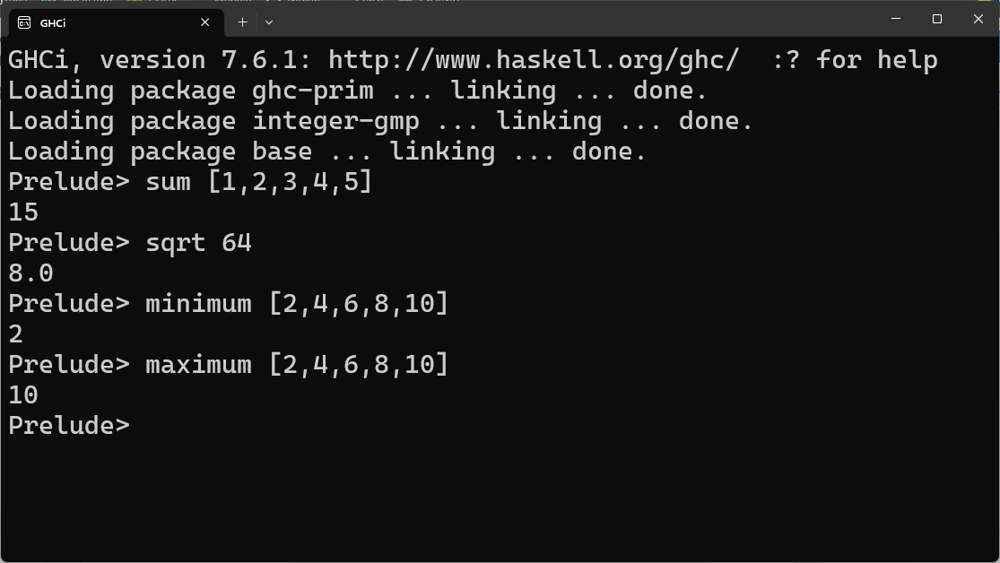 GHCi
GHCi, version 7.6.1: http://www.haskell.org/ghc/  :? for help
Loading package ghc-prim ... linking ... done.
Loading package integer-gmp ... linking ... done.
Loading package base ... linking ... done.
Prelude> sum [1,2,3,4,5]
15
Prelude> sqrt 64
8.0
Prelude> minimum [2,4,6,8,10]
2
Prelude> maximum [2,4,6,8,10]
10
Prelude>